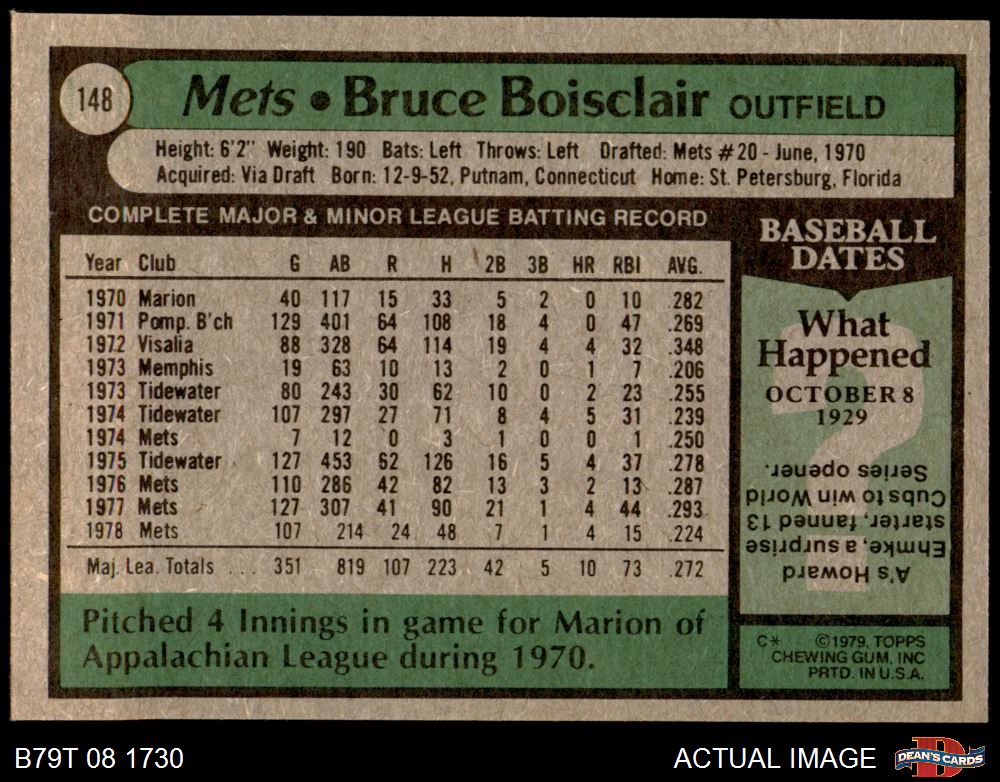 148
Mets • Bruce Boisclair OUTFIELD
Height: 6'2" Weight: 190 Bats: Left Throws: Left Drafted: Mets #20 - June, 1970
Acquired: Via Draft Born: 12-9-52, Putnam, Connecticut Home: St. Petersburg, Florida
COMPLETE MAJOR & MINOR LEAGUE BATTING RECORD
Year Club G AB R H 2B 3B HR RBI AVG.
1970 Marion 40 117 15 33 5 2 0 10 .282
1971 Pomp. B'ch 129 401 64 108 18 4 0 47 .269
1972 Visalia 88 328 64 114 19 4 4 32 .348
1973 Memphis 19 63 10 13 2 0 1 7 .206
1973 Tidewater 80 243 30 62 10 0 2 23 .255
1974 Tidewater 107 297 27 71 8 4 5 31 .239
1974 Mets 7 12 0 3 1 0 0 1 .250
1975 Tidewater 127 453 62 126 16 5 4 37 .278
1976 Mets 110 286 42 82 13 3 2 13 .287
1977 Mets 127 307 41 90 21 1 4 44 .293
1978 Mets 107 214 24 48 7 1 4 15 .224
Maj. Lea. Totals . . . 351 819 107 223 42 5 10 73 .272
Pitched 4 Innings in game for Marion of
Appalachian League during 1970.
BASEBALL
DATES
What
Happened
OCTOBER 8
1929
?
A's Howard
Ehmke, a surprise
starter, fanned 13
Cubs to win World
Series opener.
C* ©1979, TOPPS
CHEWING GUM, INC
PRTD. IN U.S.A.
B79T 08 1730
ACTUAL IMAGE
D
DEAN'S CARDS